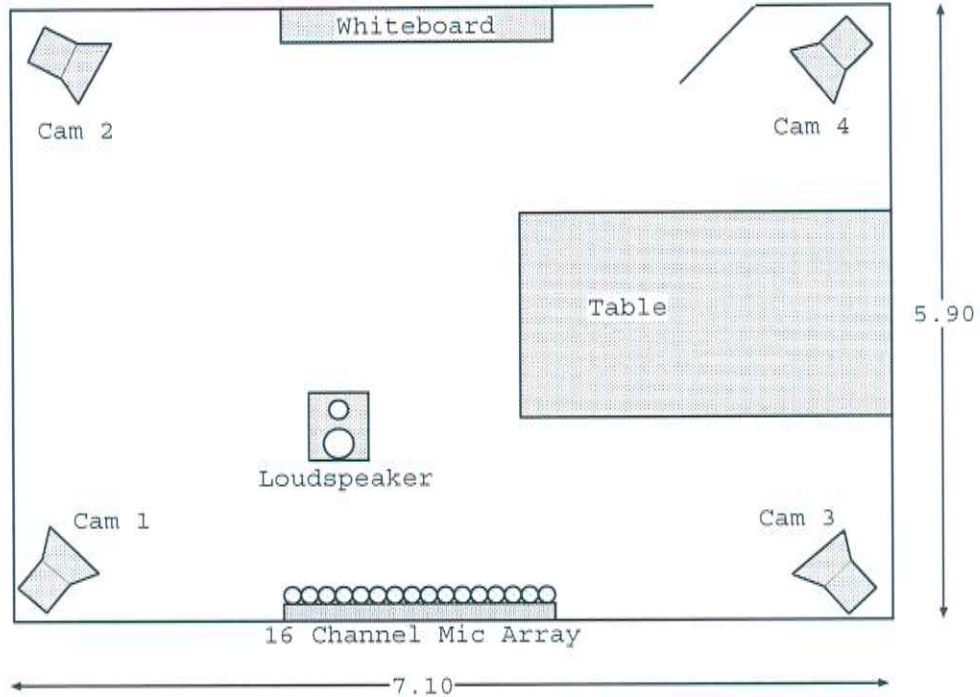 Whiteboard
Cam 2
Cam 4
Table
5.90
Loudspeaker
Cam 1
Cam 3
16 Channel Mic Array
7.10